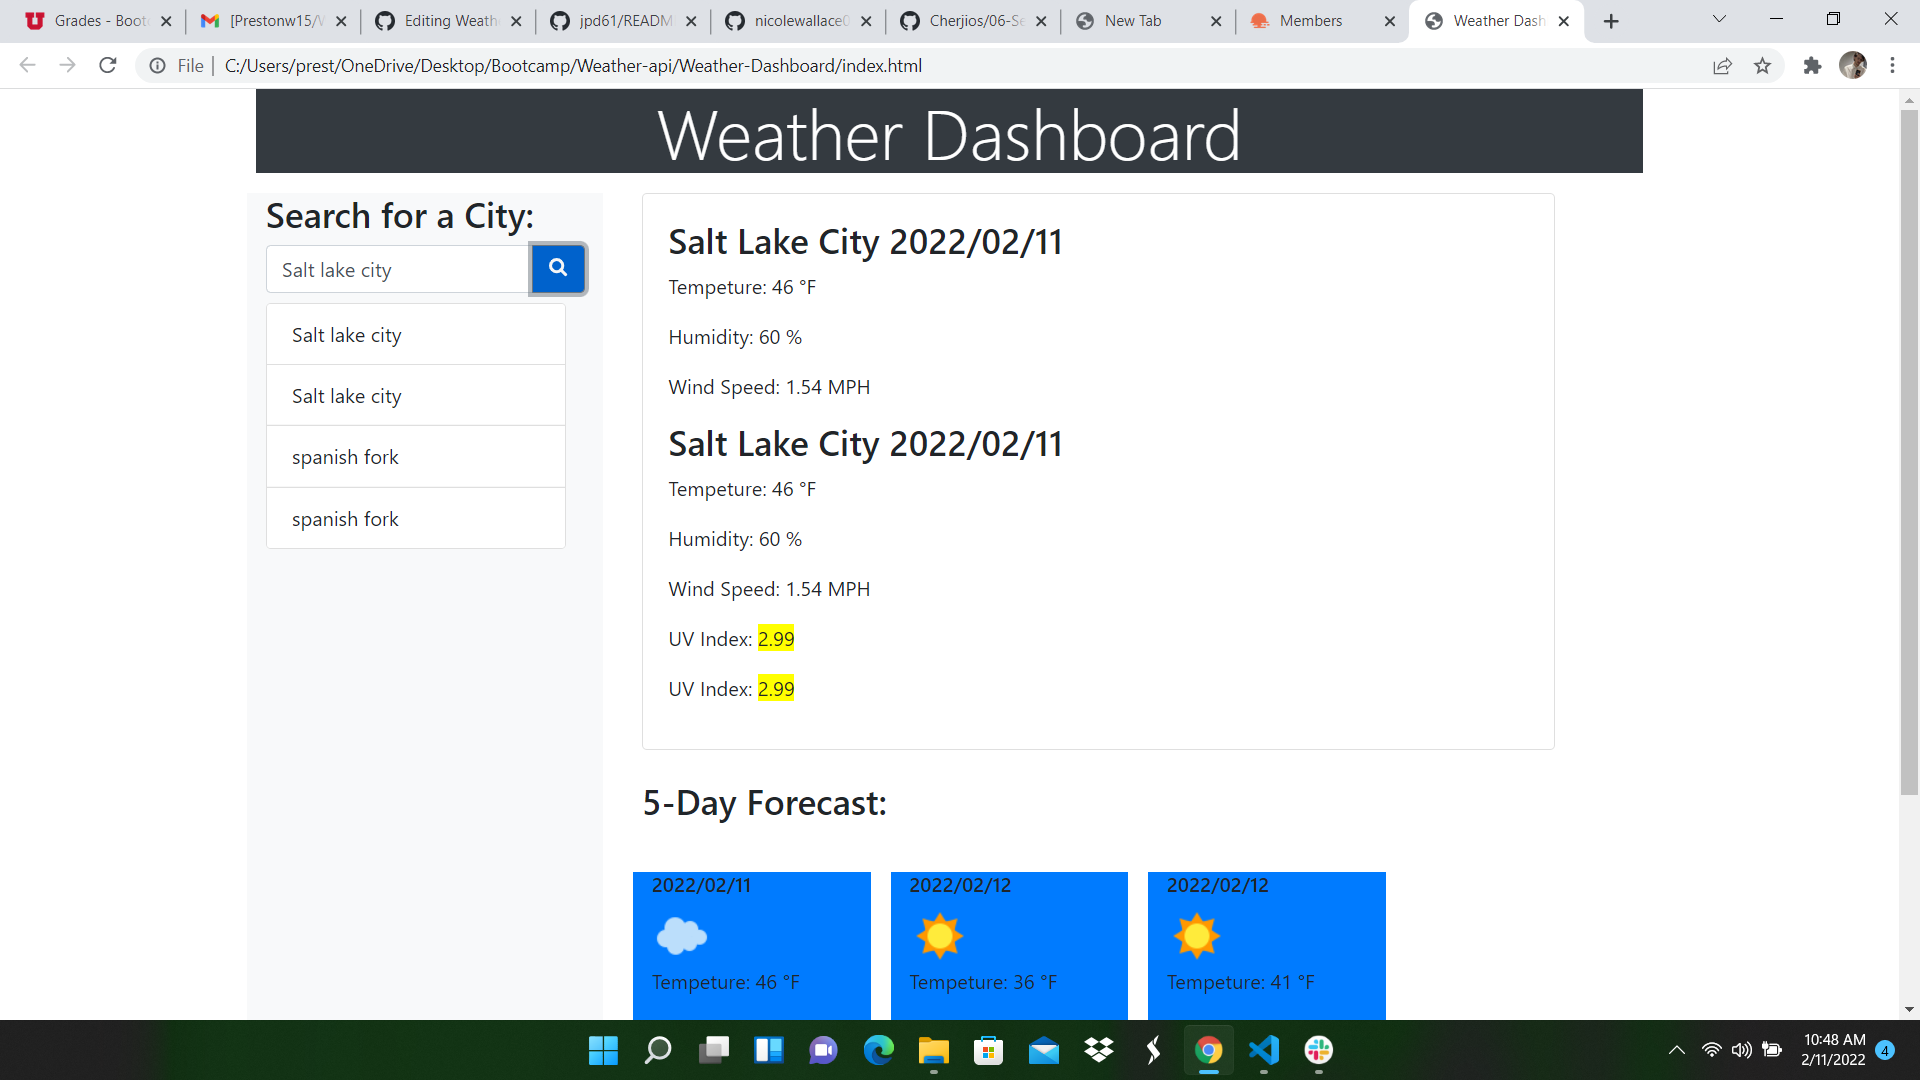 Grades - Boot
[Prestonw15/W
Editing Weath
jpd61/READM
nicolewallace0
Cherjios/06-Se
New Tab
Members
Weather Dash
File | C:/Users/prest/OneDrive/Desktop/Bootcamp/Weather-api/Weather-Dashboard/index.html
Weather Dashboard
Search for a City:
Salt lake city
Salt lake city
Salt lake city
spanish fork
spanish fork
Salt Lake City 2022/02/11
Tempeture: 46 °F
Humidity: 60 %
Wind Speed: 1.54 MPH
Salt Lake City 2022/02/11
Tempeture: 46 °F
Humidity: 60 %
Wind Speed: 1.54 MPH
UV Index: 2.99
UV Index: 2.99
5-Day Forecast:
2022/02/11
Tempeture: 46 °F
2022/02/12
Tempeture: 36 °F
2022/02/12
Tempeture: 41 °F
10:48 AM
2/11/2022
4